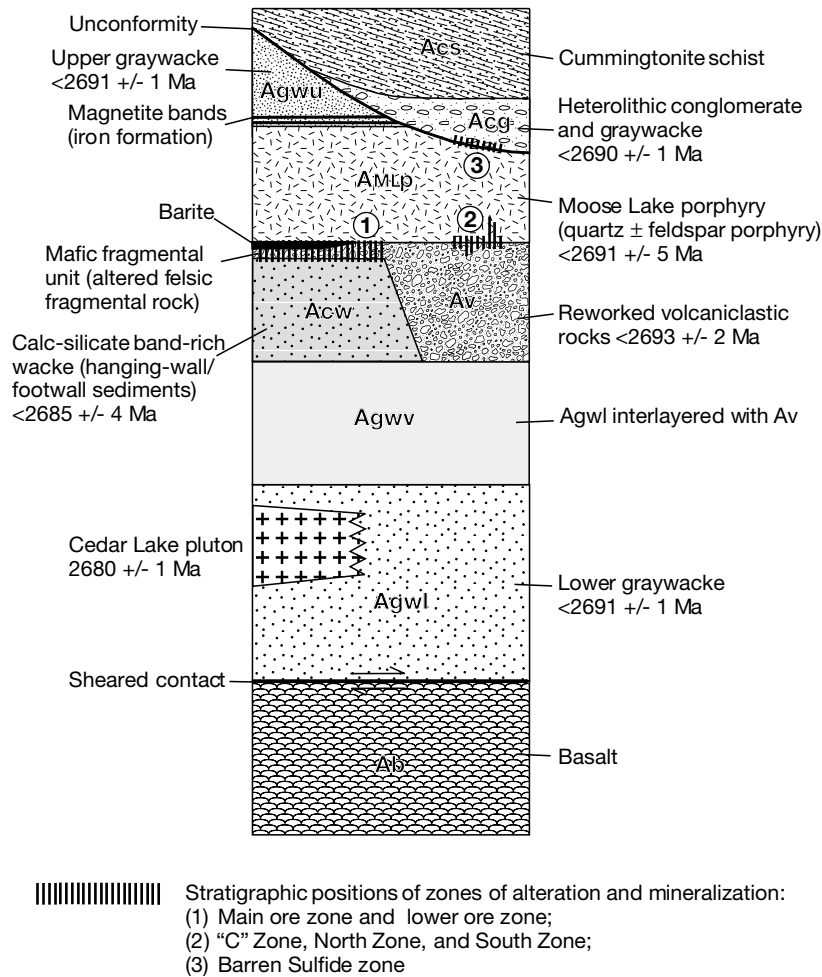 Unconformity
Upper graywacke
<2691 +/- 1 Ma
Magnetite bands
(iron formation)
Barite
Mafic fragmental
unit (altered felsic
fragmental rock)
Calc-silicate band-rich
wacke (hanging-wall/
footwall sediments)
<2685 +/- 4 Ma
Cedar Lake pluton
2680 +/- 1 Ma
Sheared contact
Acs
Agwu
Acg
3
AMLp
1
2
Acw
Av
Agwv
Agwl
Ab
Cummingtonite schist
Heterolithic conglomerate
and graywacke
<2690 +/- 1 Ma
Moose Lake porphyry
(quartz ± feldspar porphyry)
<2691 +/- 5 Ma
Reworked volcaniclastic
rocks <2693 +/- 2 Ma
Agwl interlayered with Av
Lower graywacke
<2691 +/- 1 Ma
Basalt
Stratigraphic positions of zones of alteration and mineralization:
(1) Main ore zone and lower ore zone;
(2) “C” Zone, North Zone, and South Zone;
(3) Barren Sulfide zone